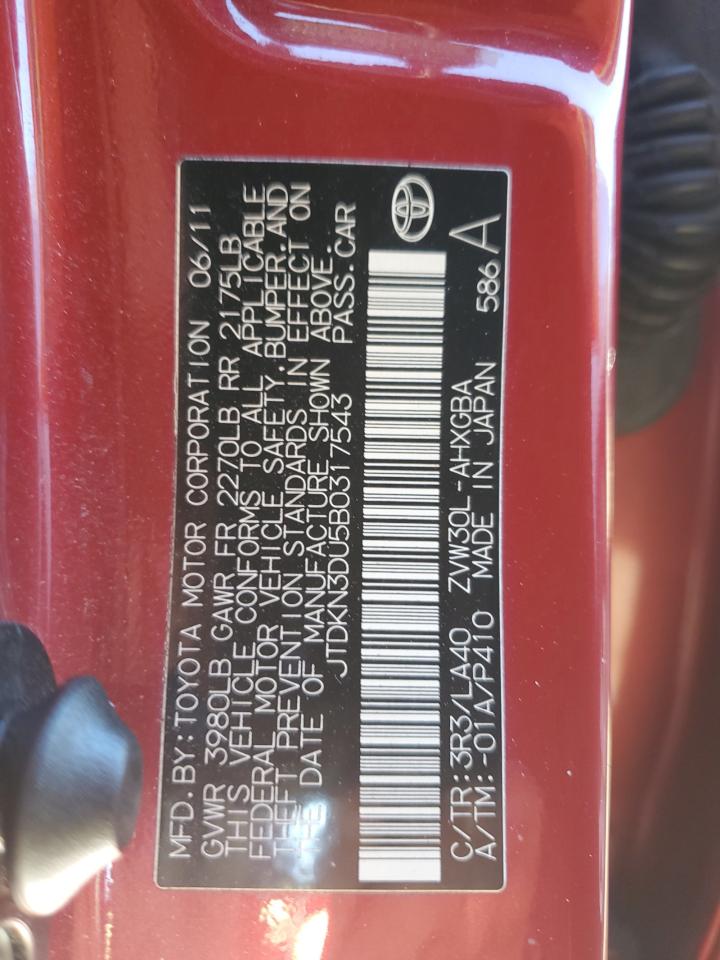 MFD.BY:TOYOTA MOTOR CORPORATION 06/11
GVWR 3980LB GAWR FR 2270LB RR 2175LB
THIS VEHICLE CONFORMS TO ALL APPLICABLE
FEDERAL MOTOR VEHICLE SAFETY,BUMPER,AND
THEFT PREVENTION STANDARDS IN EFFECT ON
THE DATE OF MANUFACTURE SHOWN ABOVE.
JTDKN3DU5B0317543 PASS.CAR
C/TR:3R3/LA40 ZVW30L-AHXGBA
A/TM:-01A/P410 MADE IN JAPAN 586A